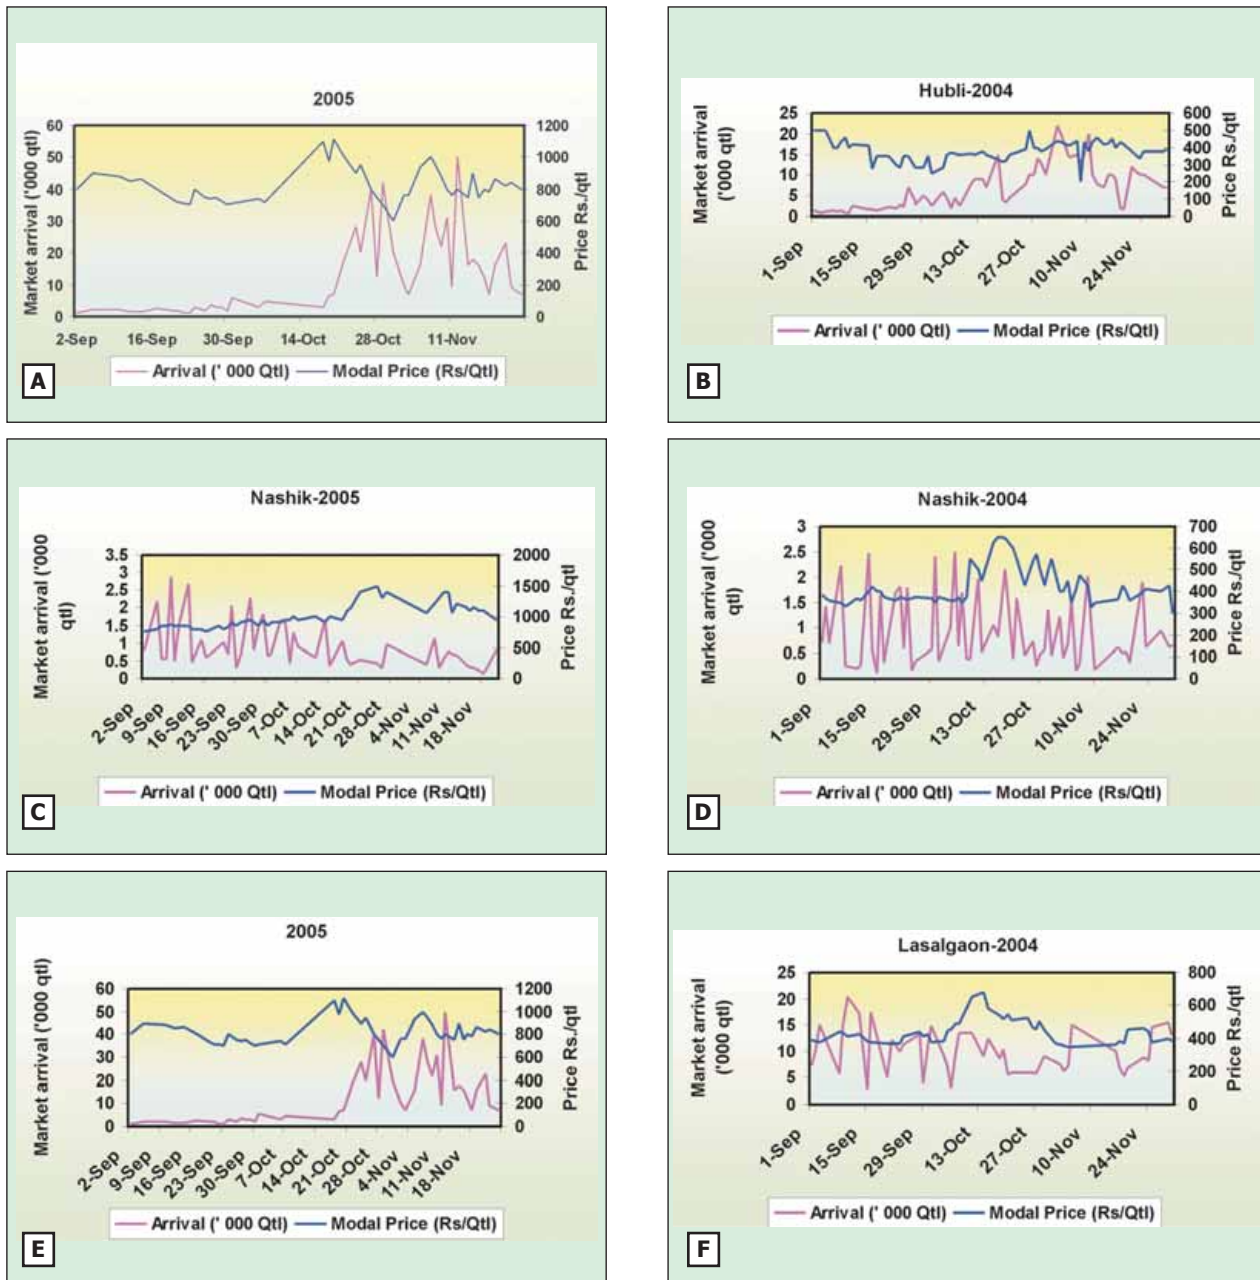 2005
Market arrival ('000 qtl)
60
50
40
30
20
10
0
1200
1000
800
600
400
200
0
Price Rs./qtl
2-Sep 16-Sep 30-Sep 14-Oct 28-Oct 11-Nov
Arrival (' 000 Qtl) Modal Price (Rs/Qtl)
A
Hubli-2004
Market arrival
('000 qtl)
25
20
15
10
5
0
600
500
400
300
200
100
0
Price Rs./qtl
1-Sep 15-Sep 29-Sep 13-Oct 27-Oct 10-Nov 24-Nov
Arrival (' 000 Qtl) Modal Price (Rs/Qtl)
B
Nashik-2005
Market arrival ('000
qtl)
3.5
3
2.5
2
1.5
1
0.5
0
2000
1500
1000
500
0
Price Rs./qtl
2-Sep 9-Sep 16-Sep 23-Sep 30-Sep 7-Oct 14-Oct 21-Oct 28-Oct 4-Nov 11-Nov 18-Nov
Arrival (' 000 Qtl) Modal Price (Rs/Qtl)
C
Nashik-2004
Market arrival ('000
qtl)
3
2.5
2
1.5
1
0.5
0
700
600
500
400
300
200
100
0
Price Rs./qtl
1-Sep 15-Sep 29-Sep 13-Oct 27-Oct 10-Nov 24-Nov
Arrival (' 000 Qtl) Modal Price (Rs/Qtl)
D
2005
Market arrival ('000 qtl)
60
50
40
30
20
10
0
1200
1000
800
600
400
200
0
Price Rs./qtl
2-Sep 9-Sep 16-Sep 23-Sep 30-Sep 7-Oct 14-Oct 21-Oct 28-Oct 4-Nov 11-Nov 18-Nov
Arrival (' 000 Qtl) Modal Price (Rs/Qtl)
E
Lasalgaon-2004
Market arrival
('000 qtl)
25
20
15
10
5
0
800
600
400
200
0
Price Rs./qtl
1-Sep 15-Sep 29-Sep 13-Oct 27-Oct 10-Nov 24-Nov
Arrival (' 000 Qtl) Modal Price (Rs/Qtl)
F